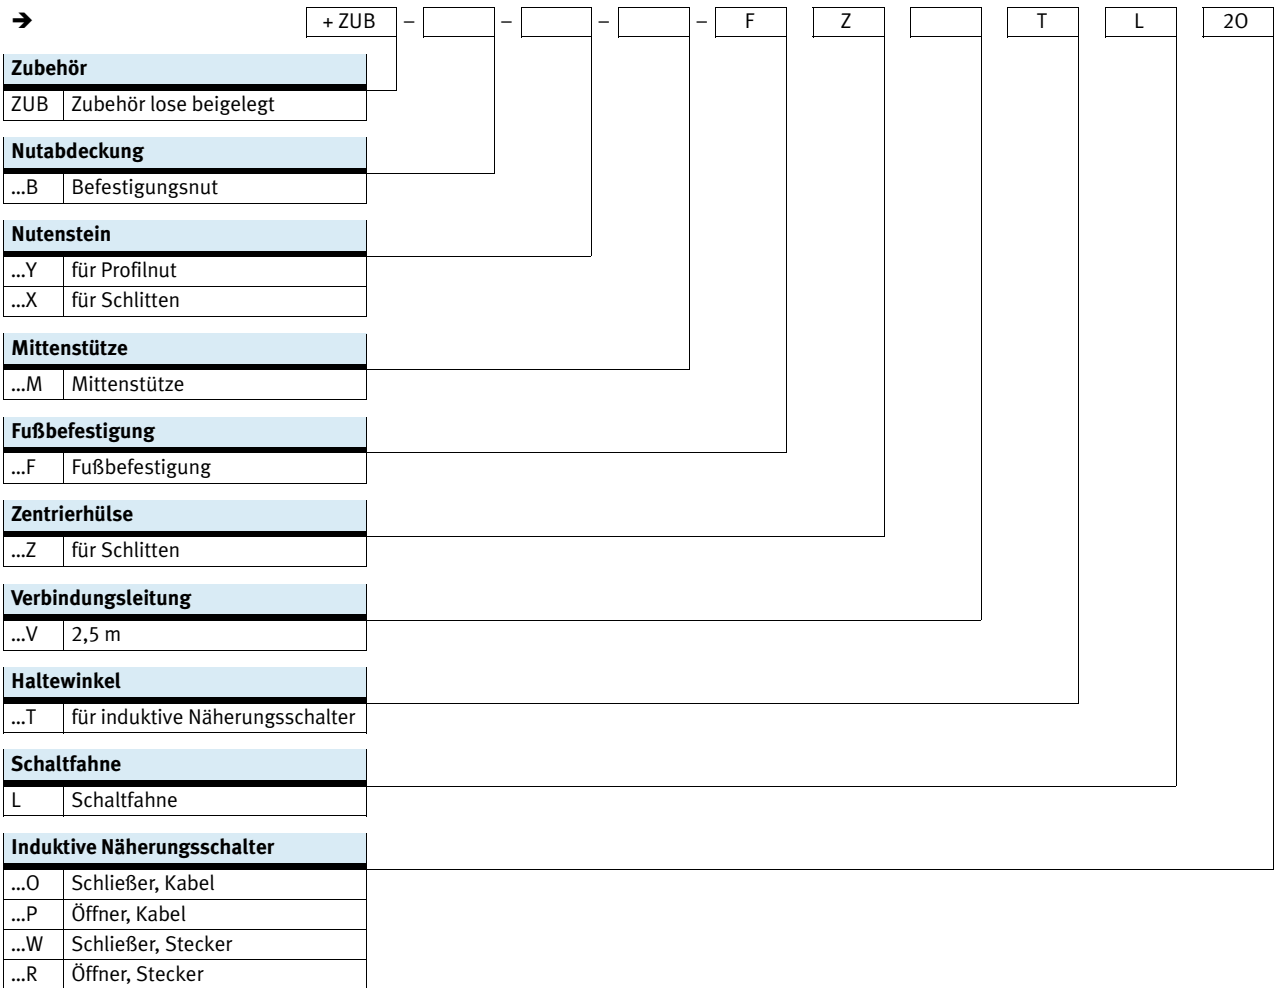 ➔ + ZUB – – – – F Z T L 2O
Zubehör
ZUB Zubehör lose beigelegt
Nutabdeckung
...B Befestigungsnut
Nutenstein
...Y für Profilnut
...X für Schlitten
Mittenstütze
...M Mittenstütze
Fußbefestigung
...F Fußbefestigung
Zentrierhülse
...Z für Schlitten
Verbindungsleitung
...V 2,5 m
Haltewinkel
...T für induktive Näherungsschalter
Schaltfahne
L Schaltfahne
Induktive Näherungsschalter
...O Schließer, Kabel
...P Öffner, Kabel
...W Schließer, Stecker
...R Öffner, Stecker